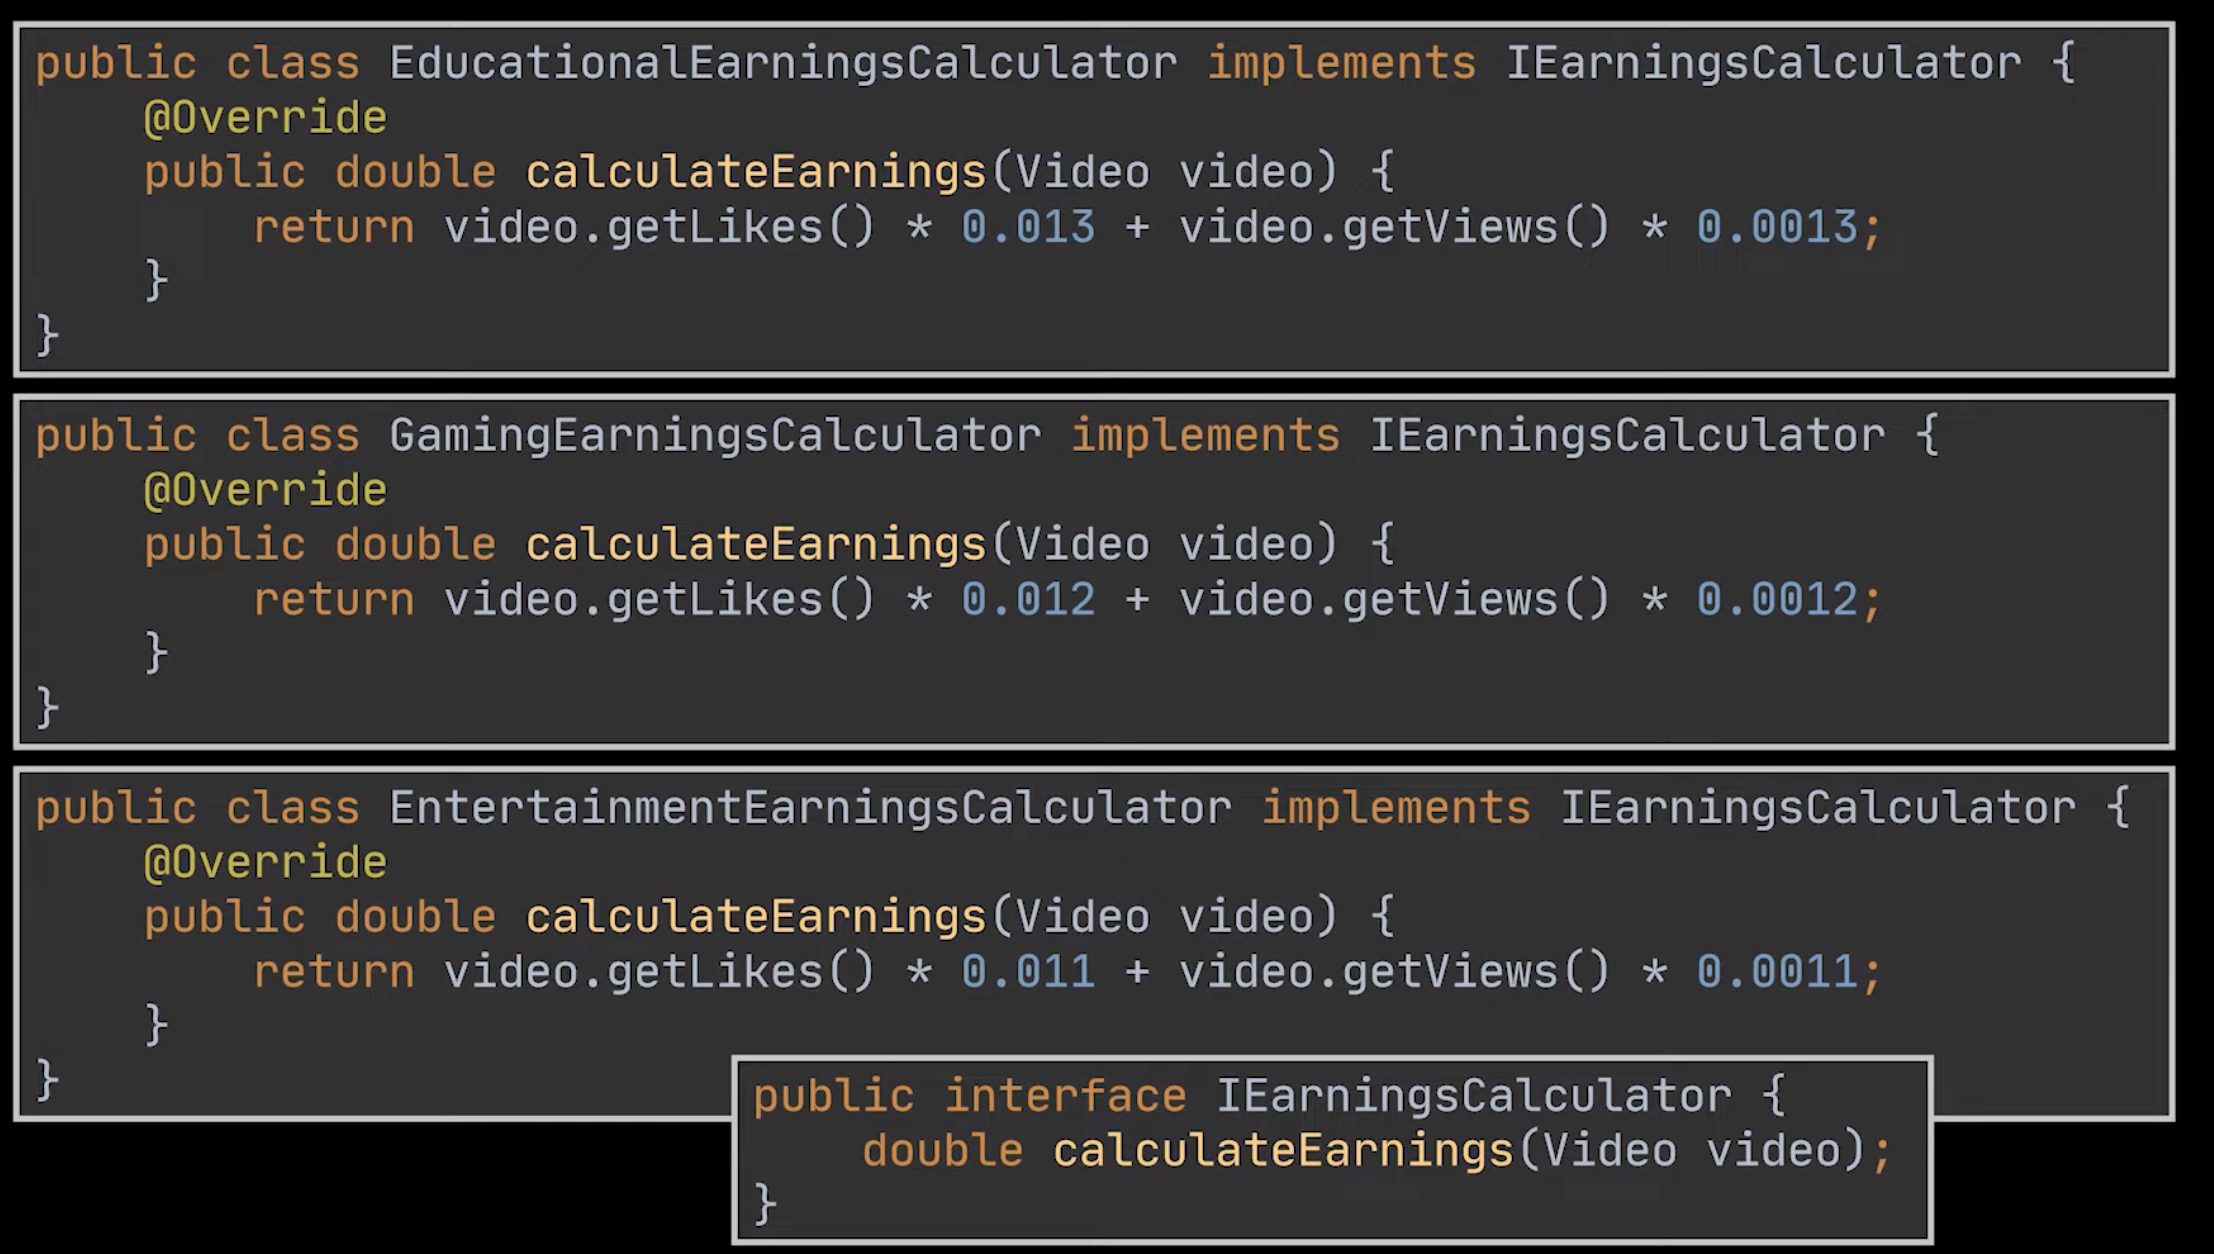 public class EducationalEarningsCalculator implements IEarningsCalculator {
    @Override
    public double calculateEarnings(Video video) {
        return video.getLikes() * 0.013 + video.getViews() * 0.0013;
    }
}
public class GamingEarningsCalculator implements IEarningsCalculator {
    @Override
    public double calculateEarnings(Video video) {
        return video.getLikes() * 0.012 + video.getViews() * 0.0012;
    }
}
public class EntertainmentEarningsCalculator implements IEarningsCalculator {
    @Override
    public double calculateEarnings(Video video) {
        return video.getLikes() * 0.011 + video.getViews() * 0.0011;
    }
}
public interface IEarningsCalculator {
    double calculateEarnings(Video video);
}